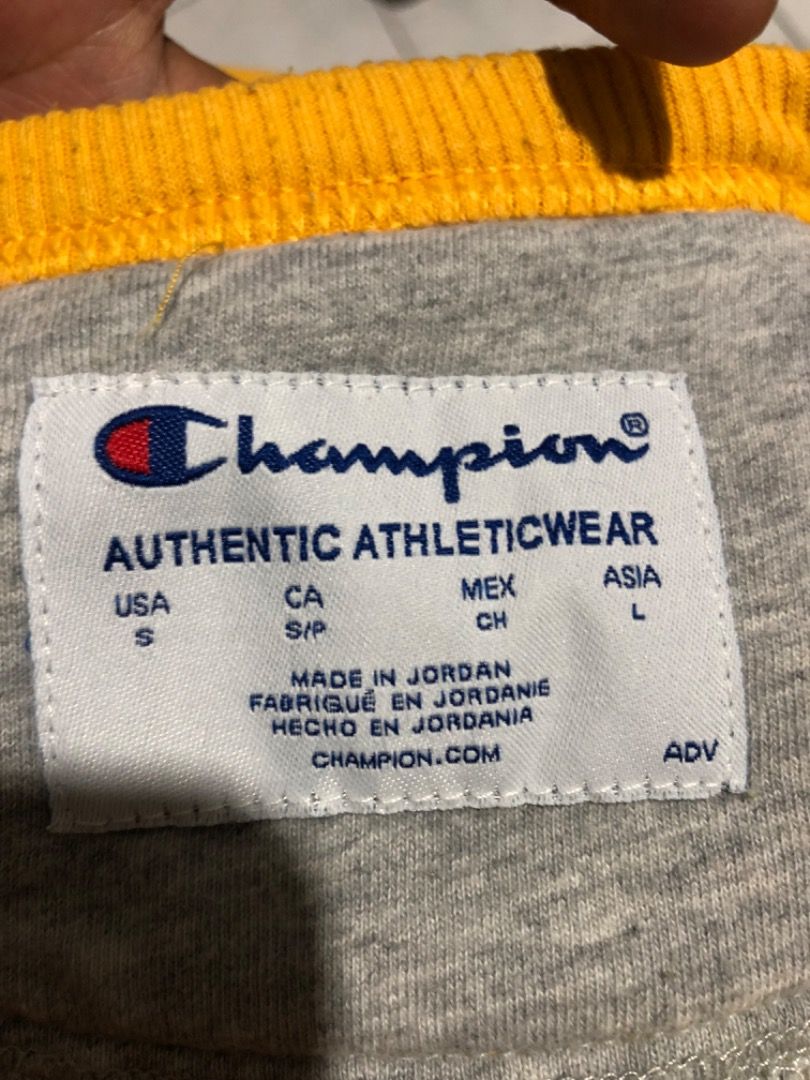 Champion®
AUTHENTIC ATHLETICWEAR
USA CA MEX ASIA
S S/P CH L
MADE IN JORDAN
FABRIQUÉ EN JORDANIE
HECHO EN JORDANIA
CHAMPION.COM ADV